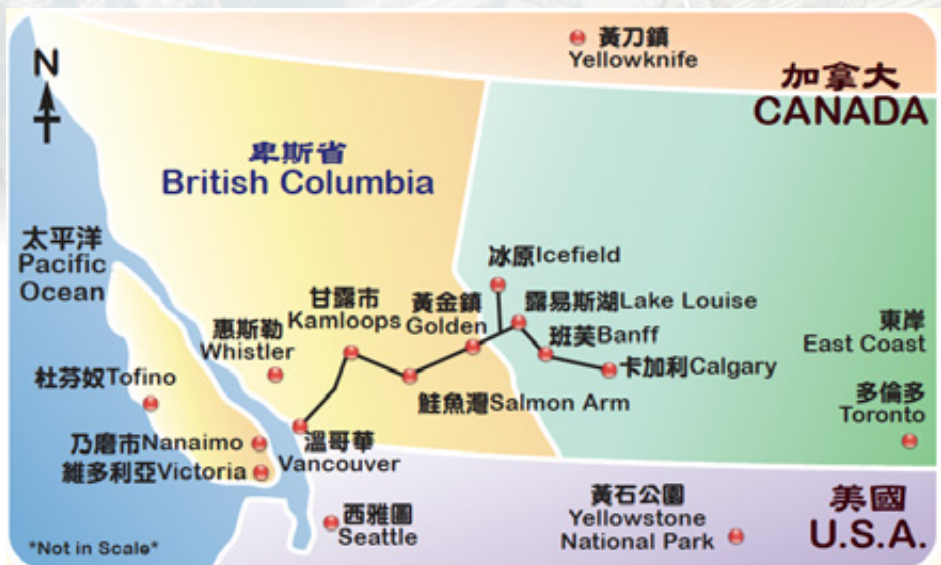 黃刀鎮
Yellowknife
加拿大
CANADA
N
卑斯省
British Columbia
太平洋
Pacific
Ocean
冰原Icefield
甘露市
Kamloops
黃金鎮
Golden
露易斯湖Lake Louise
惠斯勒
Whistler
班芙Banff
東岸
East Coast
卡加利Calgary
杜芬奴Tofino
鮭魚灣Salmon Arm
多倫多
Toronto
乃磨市Nanaimo
溫哥華
Vancouver
維多利亞Victoria
西雅圖
Seattle
黃石公園
Yellowstone
National Park
美國
U.S.A.
*Not in Scale*